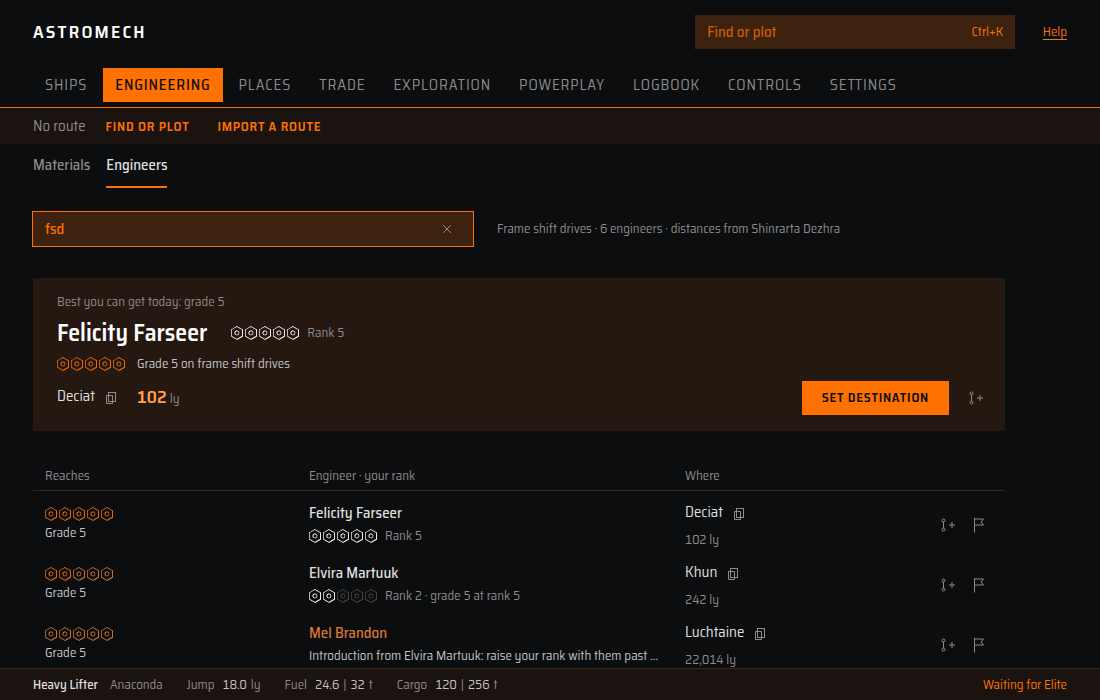 ASTROMECH
Find or plot Ctrl+K
Help
SHIPS ENGINEERING PLACES TRADE EXPLORATION POWERPLAY LOGBOOK CONTROLS SETTINGS
No route FIND OR PLOT IMPORT A ROUTE
Materials Engineers
fsd
Frame shift drives · 6 engineers · distances from Shinrarta Dezhra
Best you can get today: grade 5
Felicity Farseer Rank 5
Grade 5 on frame shift drives
Deciat 102 ly
SET DESTINATION
Reaches Engineer · your rank Where
Felicity Farseer Deciat
Grade 5 Rank 5 102 ly
Elvira Martuuk Khun
Grade 5 Rank 2 · grade 5 at rank 5 242 ly
Mel Brandon Luchtaine
Grade 5 Introduction from Elvira Martuuk: raise your rank with them past ... 22,014 ly
Heavy Lifter Anaconda Jump 18.0 ly Fuel 24.6 | 32 t Cargo 120 | 256 t Waiting for Elite